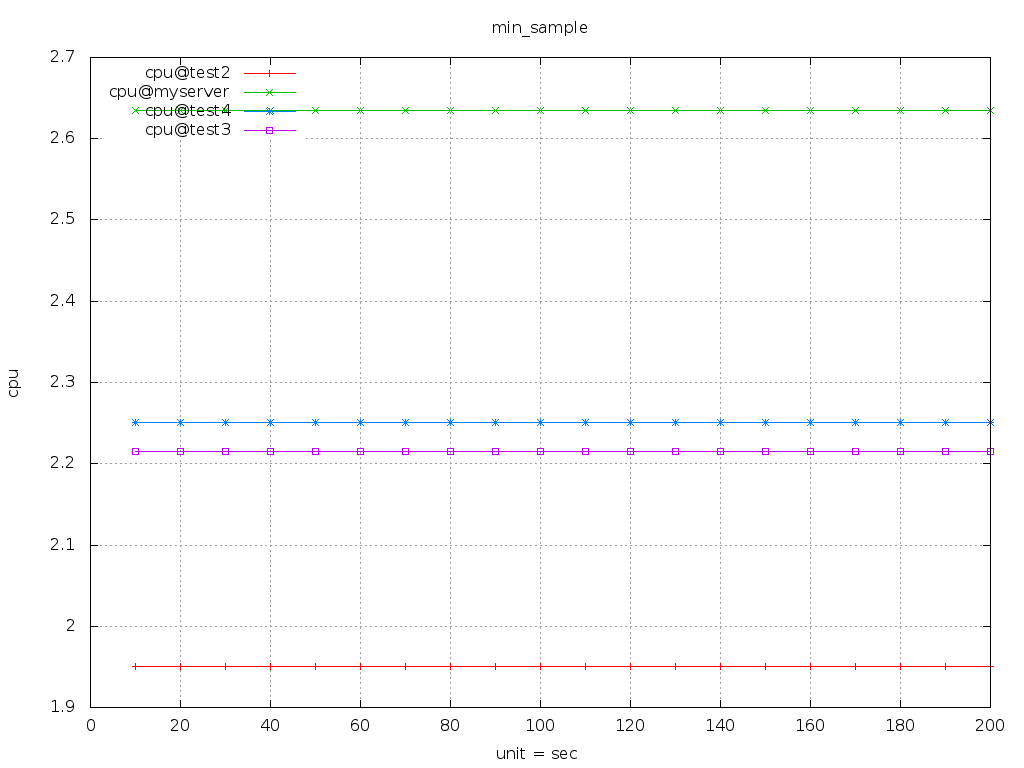 min_sample
2.7
2.6
2.5
2.4
2.3
2.2
2.1
2
1.9
cpu
cpu@test2
cpu@myserver
cpu@test4
cpu@test3
0 20 40 60 80 100 120 140 160 180 200
unit = sec